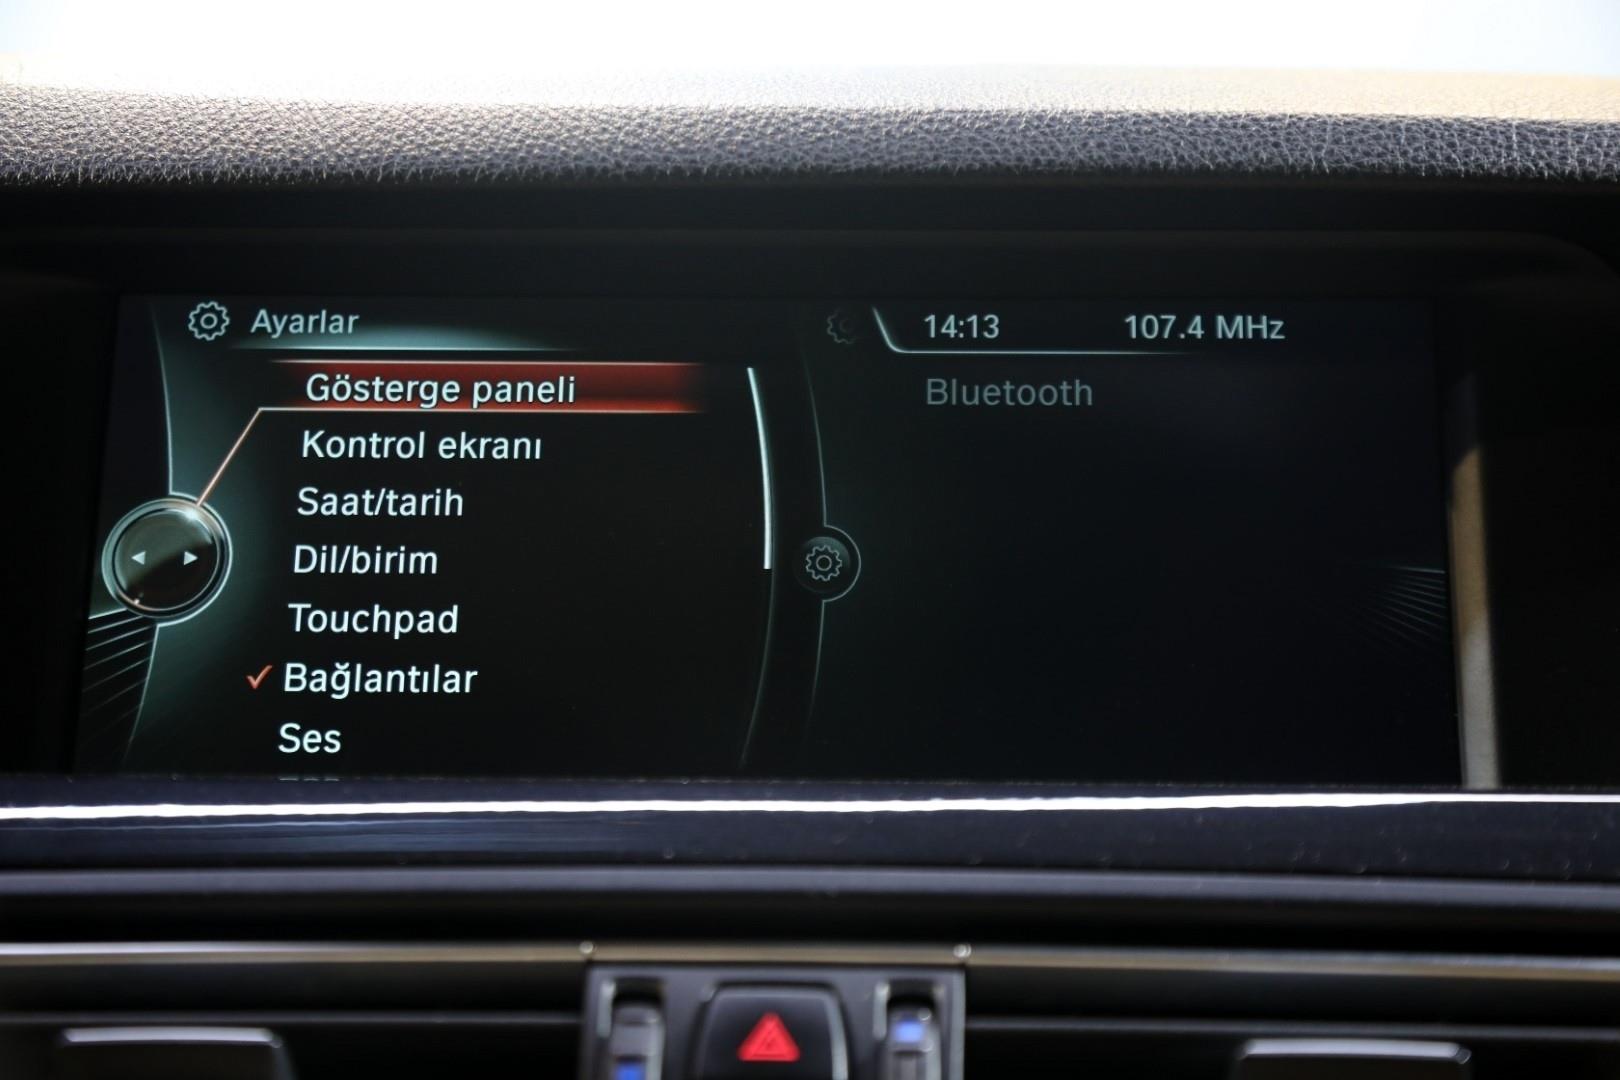 Ayarlar
14:13 107.4 MHz
Gösterge paneli
Bluetooth
Kontrol ekranı
Saat/tarih
Dil/birim
Touchpad
Bağlantılar
Ses